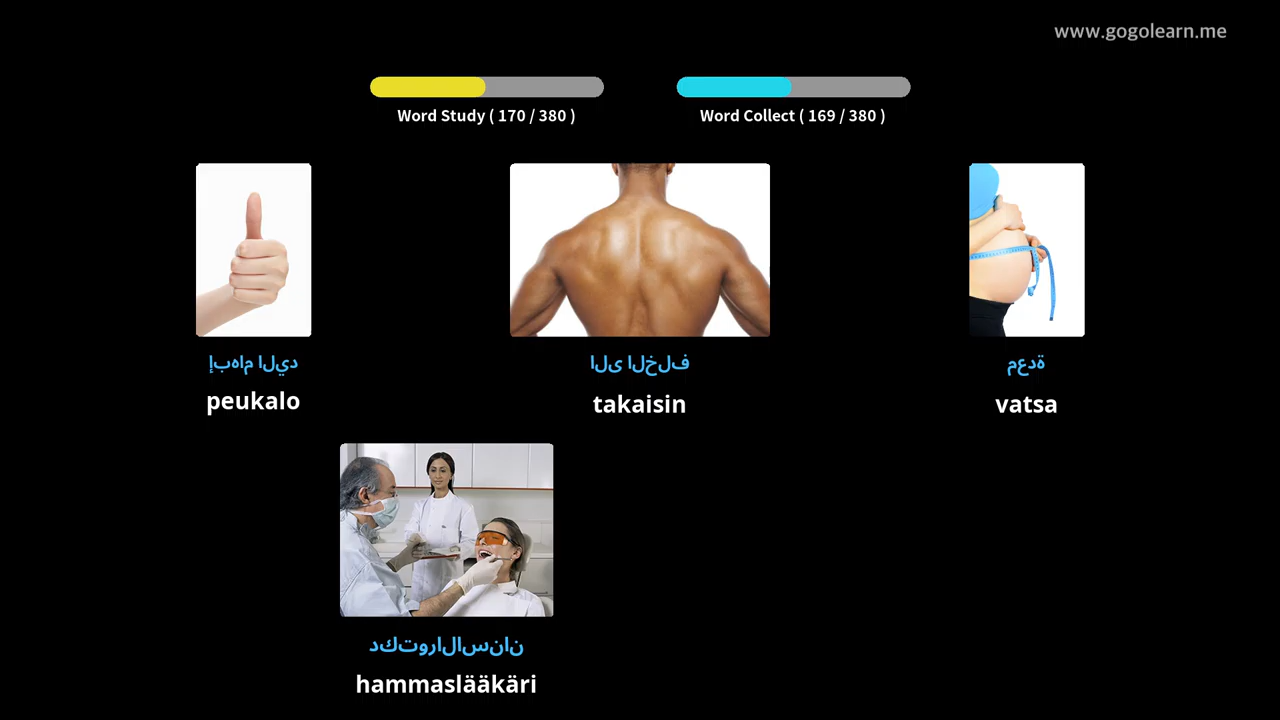 www.gogolearn.me
Word Study ( 170 / 380 )
Word Collect ( 169 / 380 )
إبهام اليد
peukalo
الى الخلف
takaisin
معدة
vatsa
دكتورالاسنان
hammaslääkäri